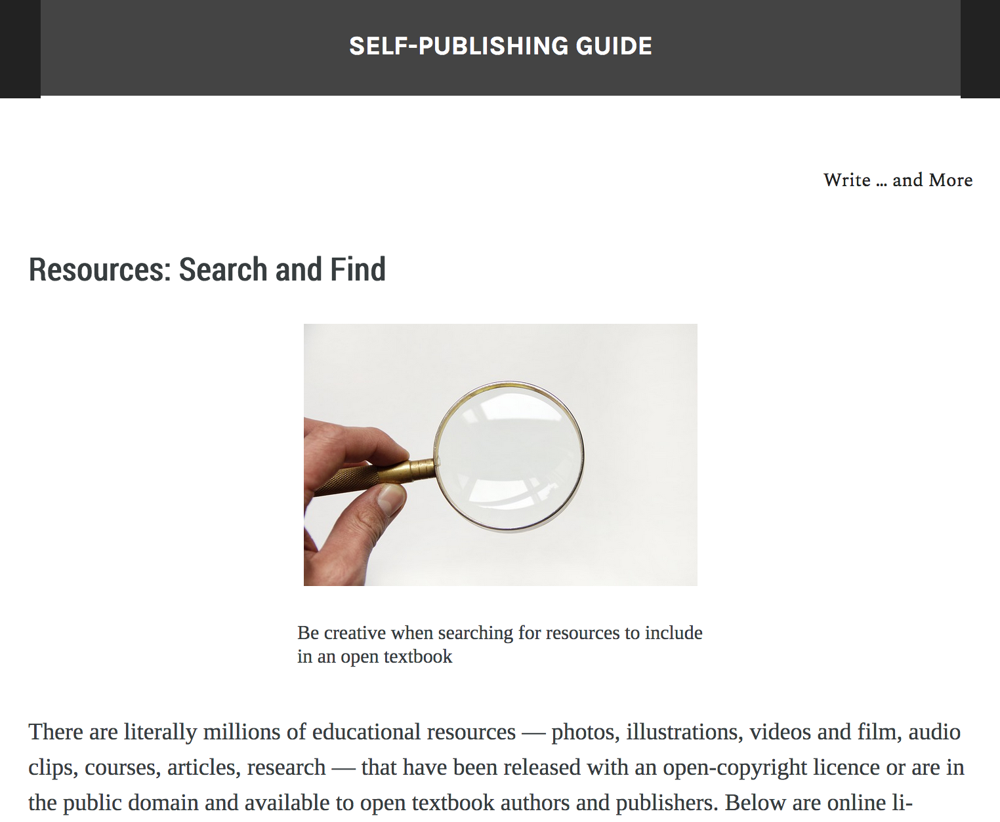 SELF-PUBLISHING GUIDE
Write ... and More
Resources: Search and Find
Be creative when searching for resources to include
in an open textbook
There are literally millions of educational resources — photos, illustrations, videos and film, audio
clips, courses, articles, research — that have been released with an open-copyright licence or are in
the public domain and available to open textbook authors and publishers. Below are online li-